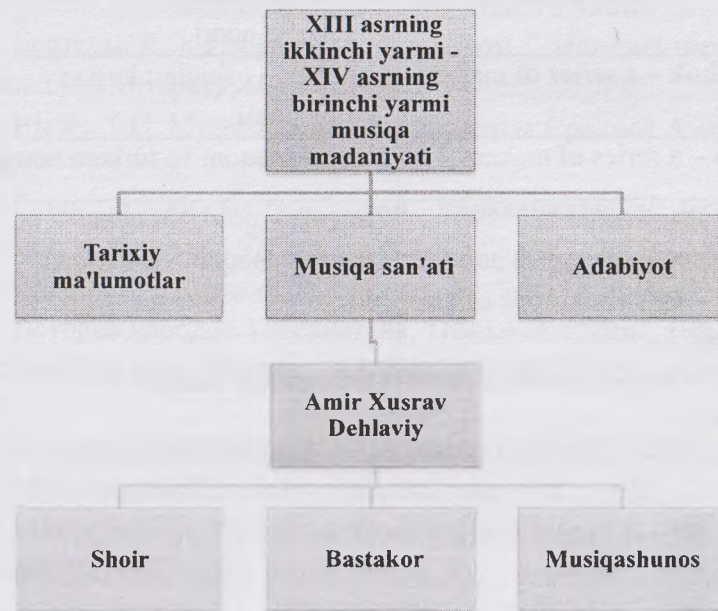 XIII asrning
ikkinchi yarmi -
XIV asrning
birinchi yarmi
musiqa
madaniyati
Tarixiy
ma'lumotlar
Musiqa san'ati
Adabiyot
Amir Xusrav
Dehlaviy
Shoir
Bastakor
Musiqashunos